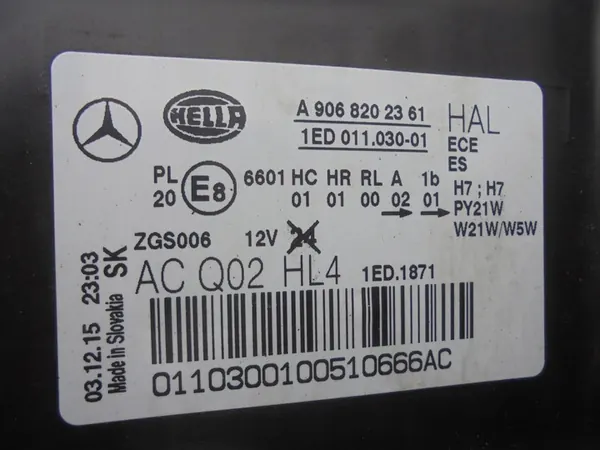 HELLA
A 906 820 23 61
1ED 011.030-01
HAL
ECE
ES
PL
20
E8
6601 HC HR RL A 1b
01 01 00 02 01
H7 ; H7
PY21W
W21W/W5W
ZGS006 12V 24
AC Q02 HL4 1ED.1871
0110300100510666AC
03.12.15 23:03
Made in Slovakia SK